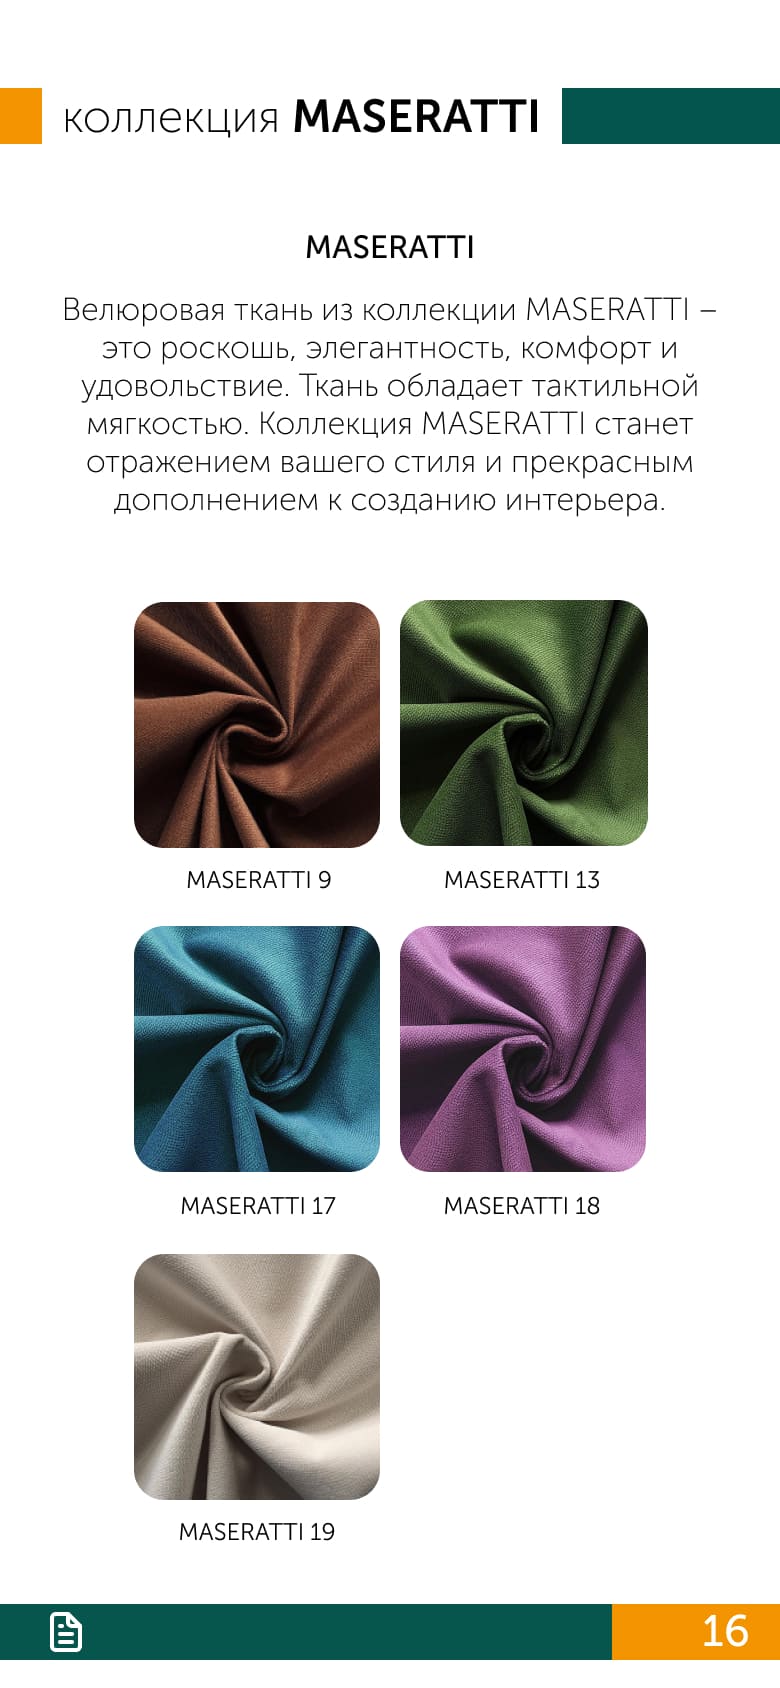 коллекция MASERATTI
MASERATTI
Велюровая ткань из коллекции MASERATTI –
это роскошь, элегантность, комфорт и
удовольствие. Ткань обладает тактильной
мягкостью. Коллекция MASERATTI станет
отражением вашего стиля и прекрасным
дополнением к созданию интерьера.
MASERATTI 9
MASERATTI 13
MASERATTI 17
MASERATTI 18
MASERATTI 19
16